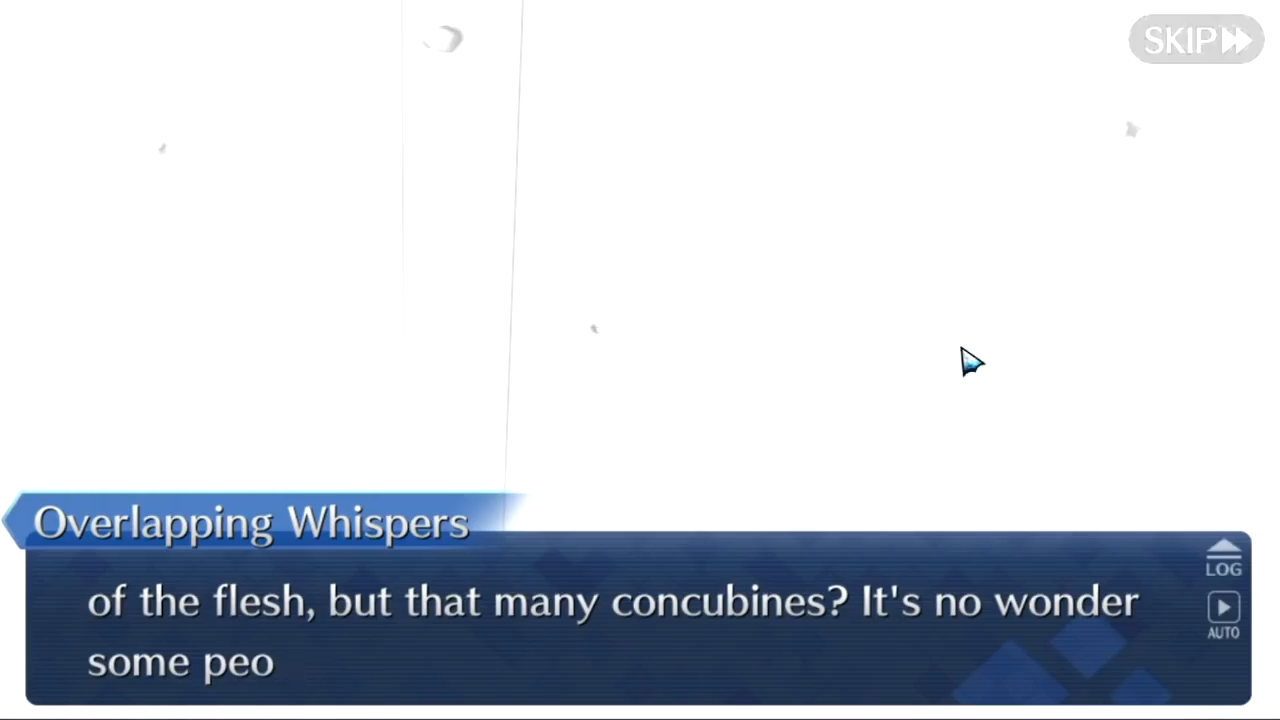 SKIP
Overlapping Whispers
of the flesh, but that many concubines? It's no wonder
some peo
LOG
AUTO